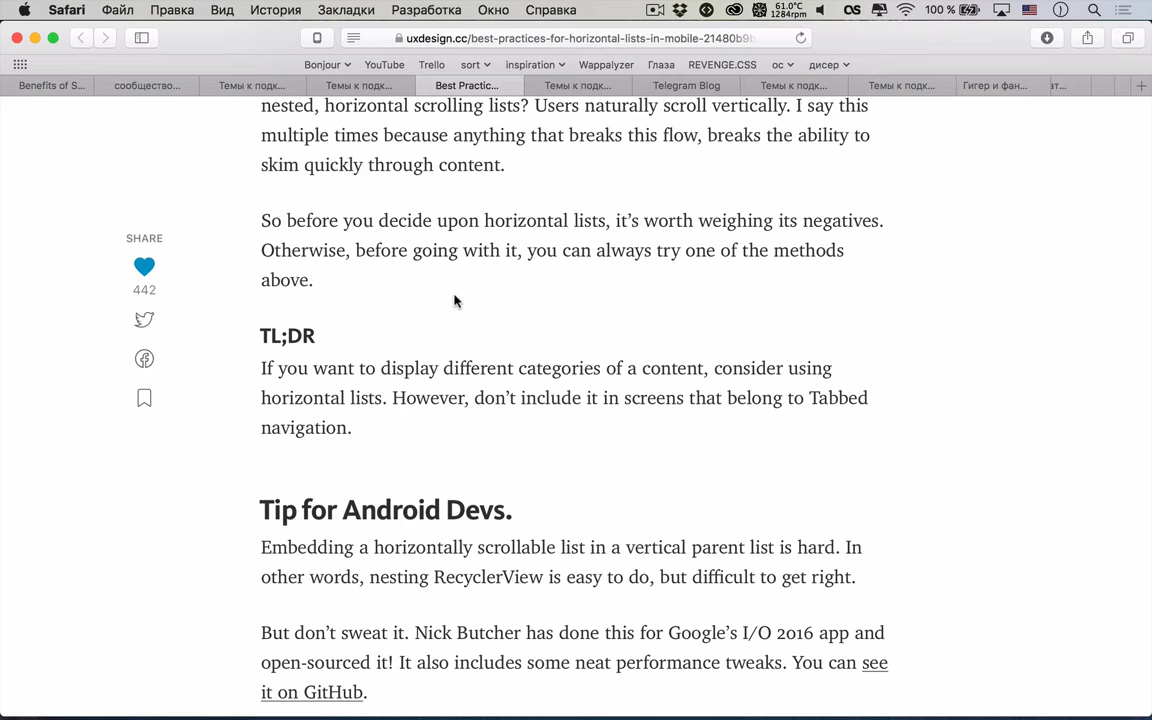 Safari Файл Правка Вид История Закладки Разработка Окно Справка
61.0°C
1284rpm
100 %
uxdesign.cc/best-practices-for-horizontal-lists-in-mobile-21480b9b
Bonjour YouTube Trello sort inspiration Wappalyzer Глаза REVENGE.CSS ос дисер
Benefits of S... сообщество... Темы к подк... Темы к подк... Best Practic... Темы к подк... Telegram Blog Темы к подк... Темы к подк... Гигер и фан...
nested, horizontal scrolling lists? Users naturally scroll vertically. I say this
multiple times because anything that breaks this flow, breaks the ability to
skim quickly through content.
So before you decide upon horizontal lists, it’s worth weighing its negatives.
Otherwise, before going with it, you can always try one of the methods
above.
SHARE
442
TL;DR
If you want to display different categories of a content, consider using
horizontal lists. However, don’t include it in screens that belong to Tabbed
navigation.
Tip for Android Devs.
Embedding a horizontally scrollable list in a vertical parent list is hard. In
other words, nesting RecyclerView is easy to do, but difficult to get right.
But don’t sweat it. Nick Butcher has done this for Google’s I/O 2016 app and
open-sourced it! It also includes some neat performance tweaks. You can see
it on GitHub.